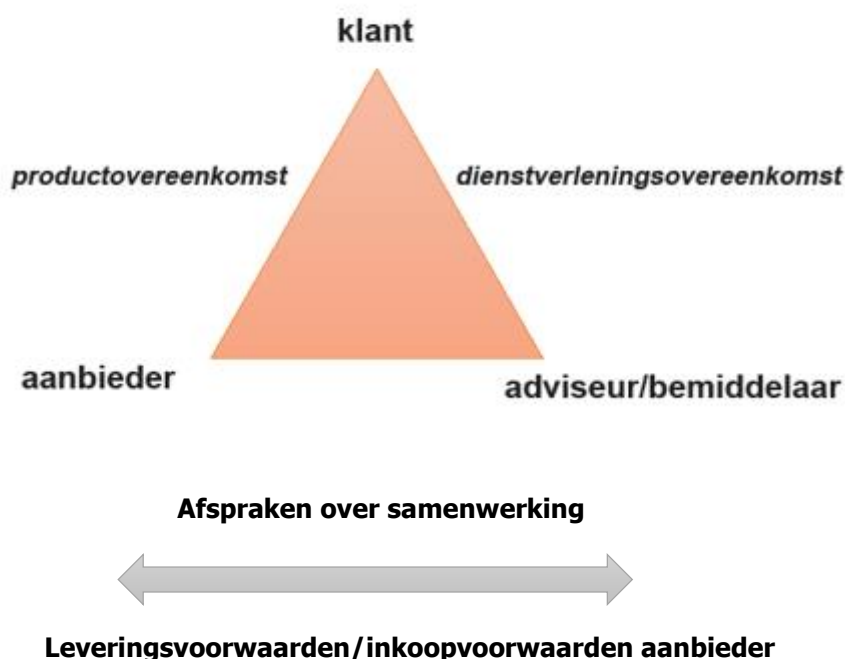 klant
productovereenkomst dienstverleningsovereenkomst
aanbieder
adviseur/bemiddelaar
Afspraken over samenwerking
Leveringsvoorwaarden/inkoopvoorwaarden aanbieder